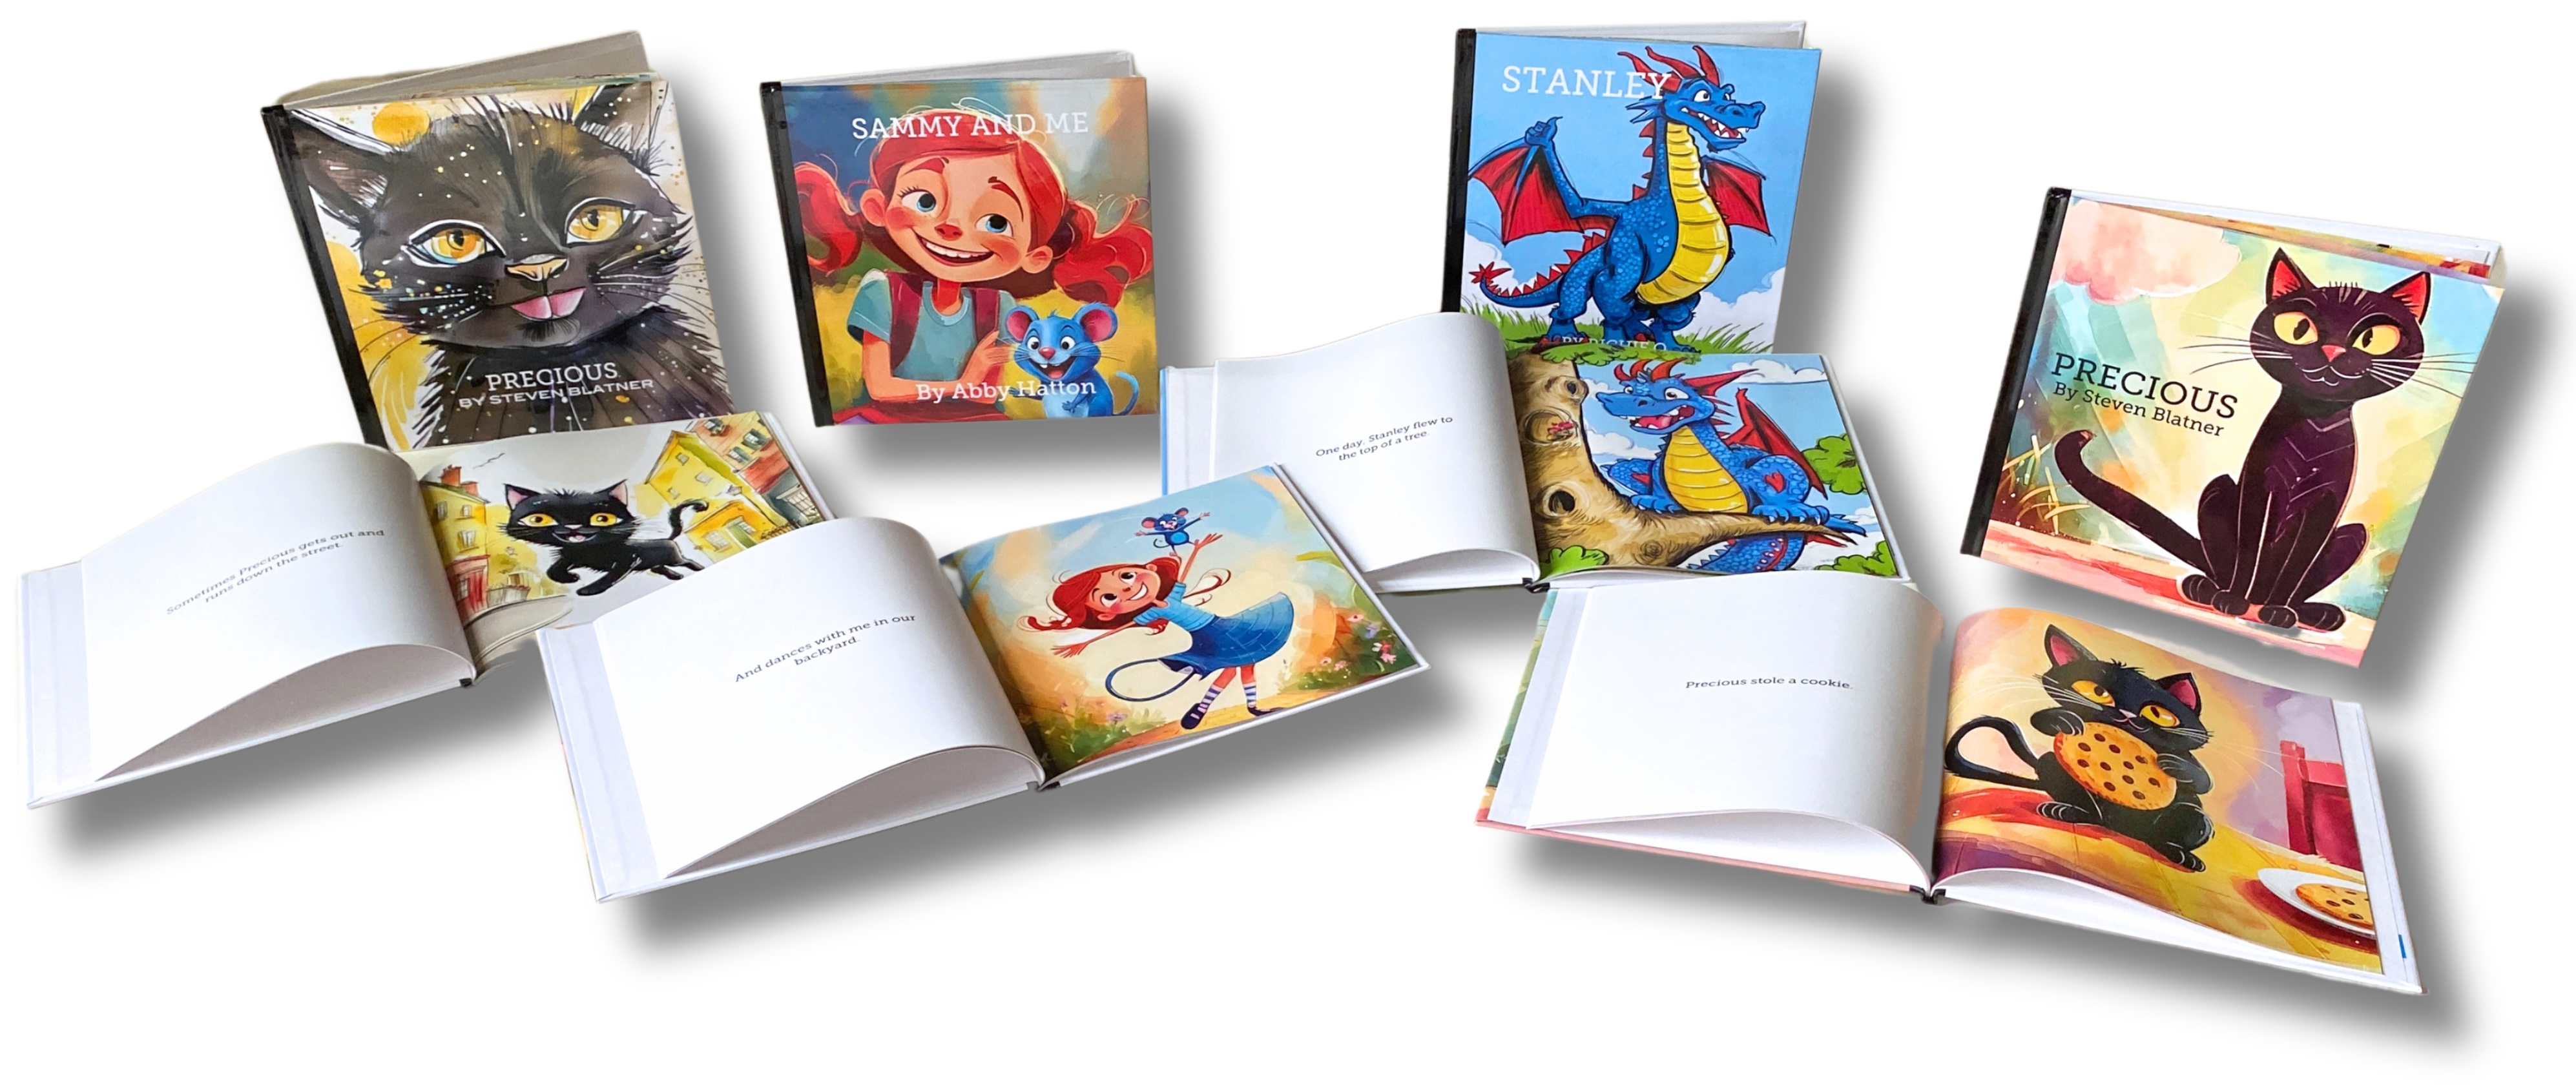 PRECIOUS
BY STEVEN BLATNER
SAMMY AND ME
By Abby Hatton
STANLEY
BY RICHIE O
PRECIOUS
By Steven Blatner
Sometimes Precious gets out and
runs down the street.
And dances with me in our
backyard.
One day, Stanley flew to
the top of a tree.
Precious stole a cookie.